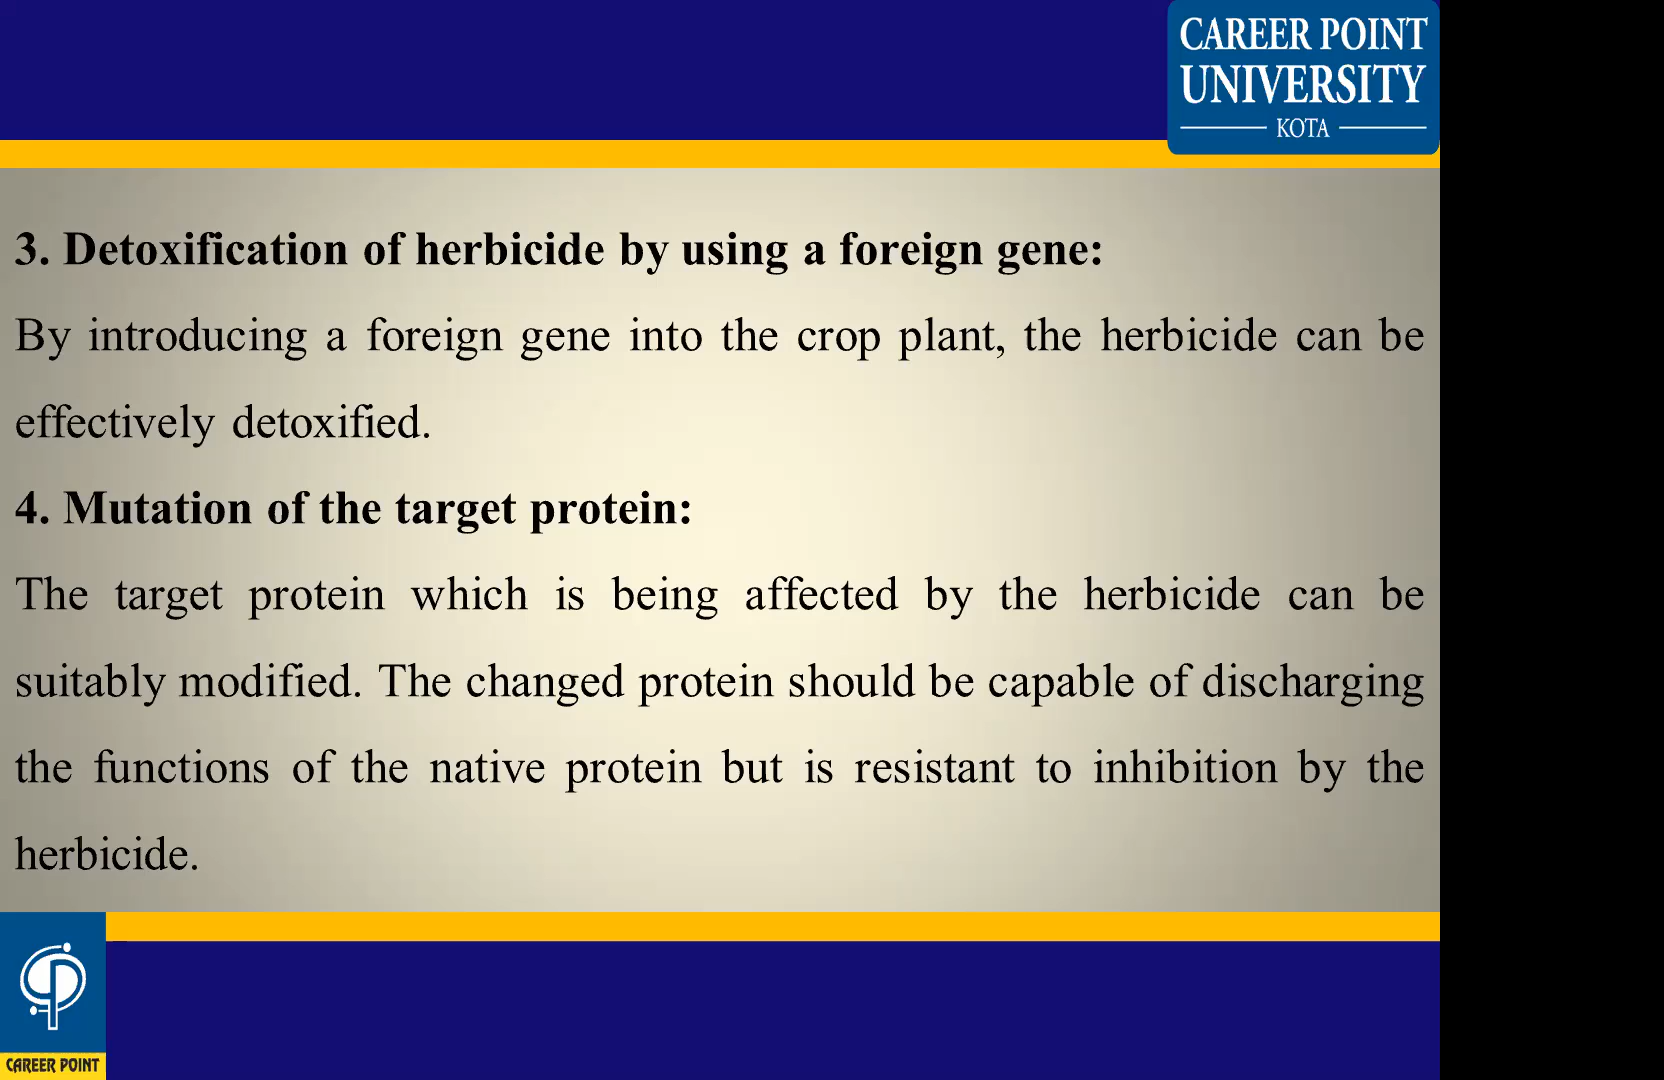 CAREER POINT
UNIVERSITY
KOTA
3. Detoxification of herbicide by using a foreign gene:
By introducing a foreign gene into the crop plant, the herbicide can be
effectively detoxified.
4. Mutation of the target protein:
The target protein which is being affected by the herbicide can be
suitably modified. The changed protein should be capable of discharging
the functions of the native protein but is resistant to inhibition by the
herbicide.
CAREER POINT